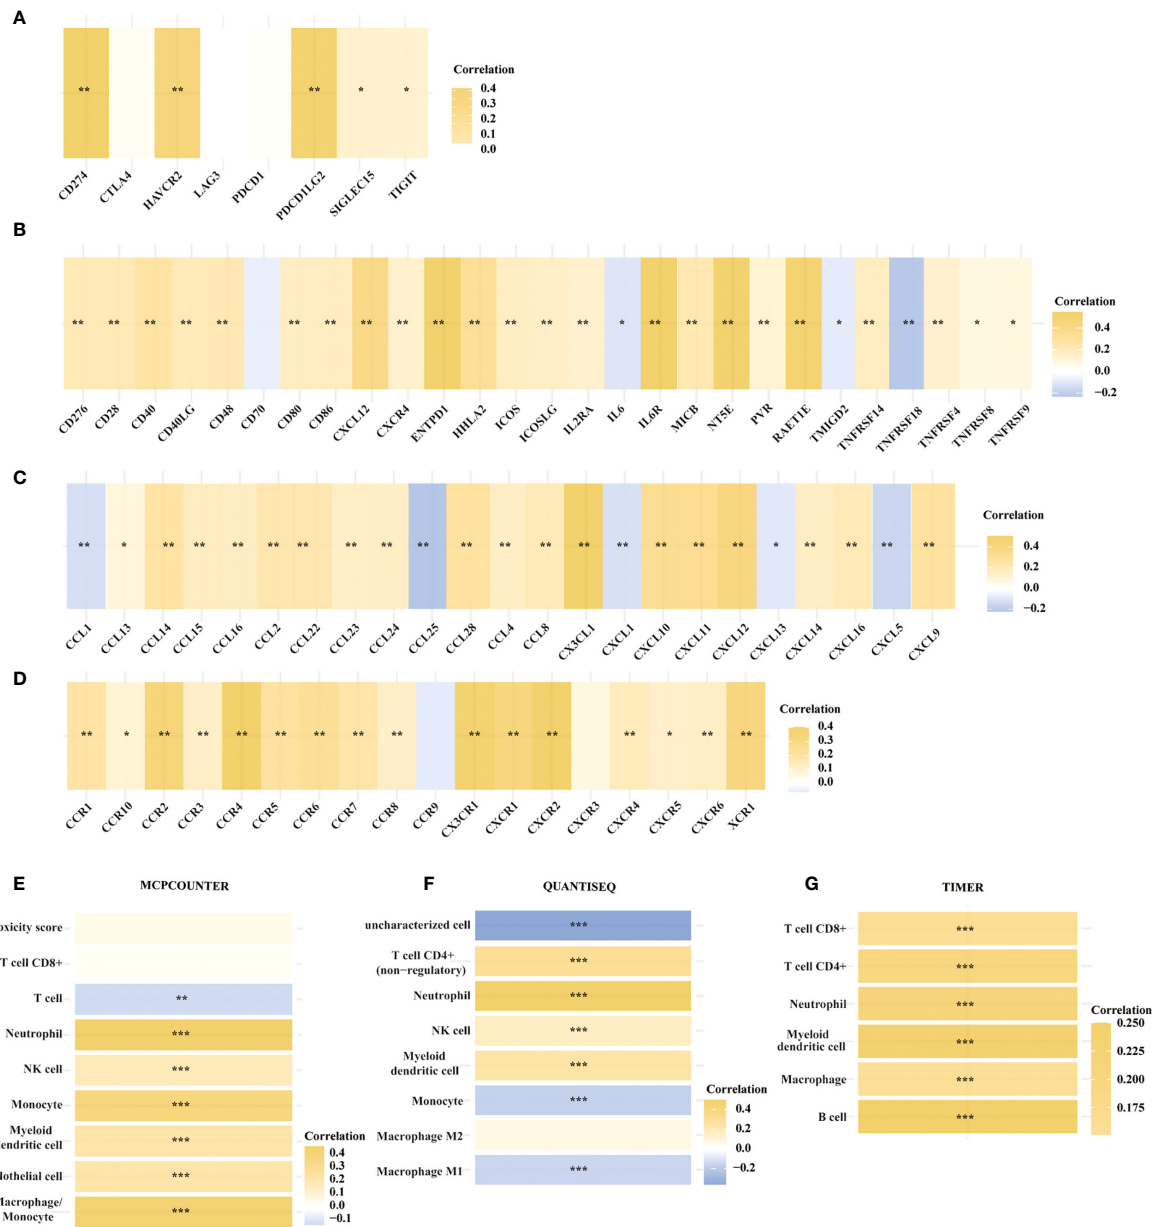 A
Correlation
0.4
0.3
0.2
0.1
0.0
** ** ** * *
CD274 CTLA4 HAVCR2 LAG3 PDCD1 PDCD1LG2 SIGLEC15 TIGIT
B
Correlation
0.4
0.2
0.0
−0.2
** ** ** ** ** ** ** ** ** ** ** ** ** ** * ** ** ** ** ** * ** ** ** * *
CD276 CD28 CD40 CD40LG CD48 CD70 CD80 CD86 CXCL12 CXCR4 ENTPD1 HHLA2 ICOS ICOSLG IL2RA IL6 IL6R MICB NT5E PVR RAET1E TMIGD2 TNFRSF14 TNFRSF18 TNFRSF4 TNFRSF8 TNFRSF9
C
Correlation
0.4
0.2
0.0
−0.2
** * ** ** ** ** ** ** ** ** ** ** ** ** ** ** ** ** * ** ** ** **
CCL1 CCL13 CCL14 CCL15 CCL16 CCL2 CCL22 CCL23 CCL24 CCL25 CCL28 CCL4 CCL8 CX3CL1 CXCL1 CXCL10 CXCL11 CXCL12 CXCL13 CXCL14 CXCL16 CXCL5 CXCL9
D
Correlation
0.4
0.3
0.2
0.1
0.0
** * ** ** ** ** ** ** ** ** ** ** ** * ** **
CCR1 CCR10 CCR2 CCR3 CCR4 CCR5 CCR6 CCR7 CCR8 CCR9 CX3CR1 CXCR1 CXCR2 CXCR3 CXCR4 CXCR5 CXCR6 XCR1
E
MCPCOUNTER
oxicity score
T cell CD8+
T cell **
Neutrophil ***
NK cell ***
Monocyte ***
Myeloid
endritic cell ***
dothelial cell ***
Macrophage/
Monocyte ***
Correlation
0.4
0.3
0.2
0.1
0.0
−0.1
F
QUANTISEQ
uncharacterized cell ***
T cell CD4+
(non−regulatory) ***
Neutrophil ***
NK cell ***
Myeloid
dendritic cell ***
Monocyte ***
Macrophage M2
Macrophage M1 ***
Correlation
0.4
0.2
0.0
−0.2
G
TIMER
T cell CD8+ ***
T cell CD4+ ***
Neutrophil ***
Myeloid
dendritic cell ***
Macrophage ***
B cell ***
Correlation
0.250
0.225
0.200
0.175